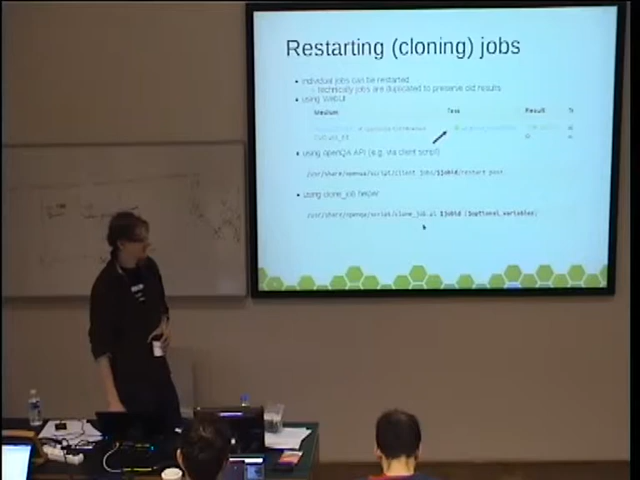 Restarting (cloning) jobs
individual jobs can be restarted
technically jobs are duplicated to preserve old results
using WebUI
Medium Test Result
using openQA API (e.g. via client script)
/usr/share/openqa/script/client jobs/$jobid/restart post
using clone_job helper
/usr/share/openqa/script/clone_job.pl $jobid [$optional_variables]